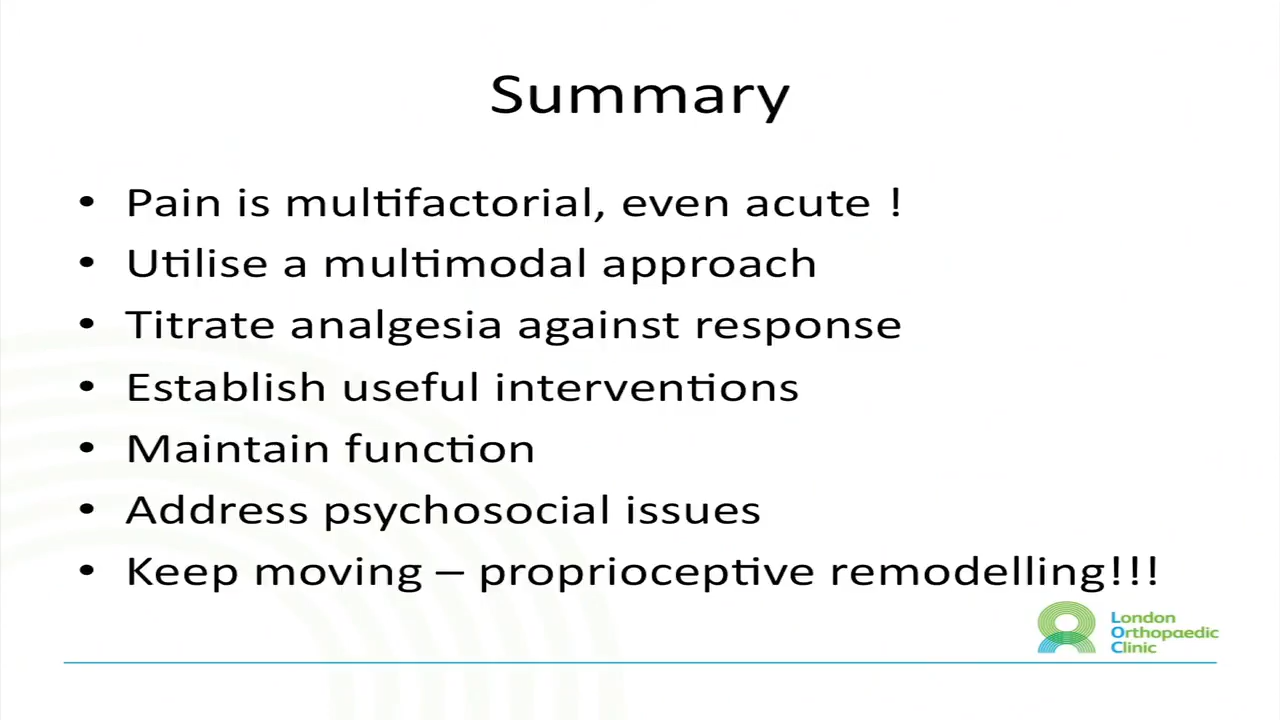 Summary
• Pain is multifactorial, even acute !
• Utilise a multimodal approach
• Titrate analgesia against response
• Establish useful interventions
• Maintain function
• Address psychosocial issues
• Keep moving – proprioceptive remodelling!!!
London
Orthopaedic
Clinic